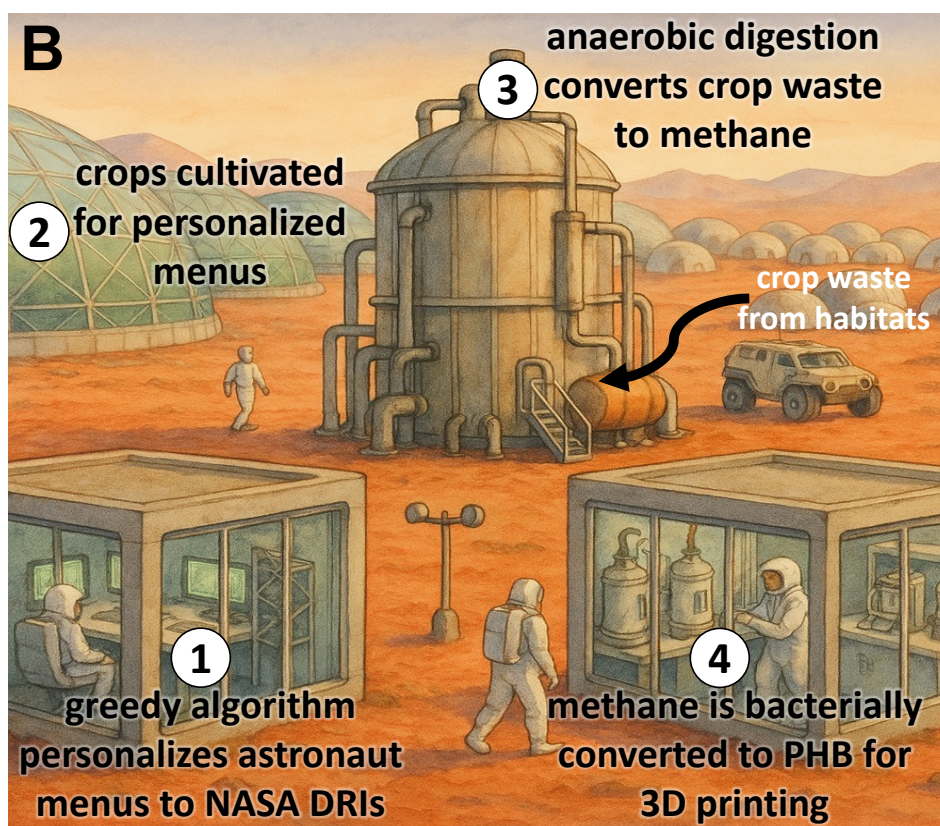 B
1
greedy algorithm
personalizes astronaut
menus to NASA DRIs
2
crops cultivated
for personalized
menus
3
anaerobic digestion
converts crop waste
to methane
crop waste
from habitats
4
methane is bacterially
converted to PHB for
3D printing